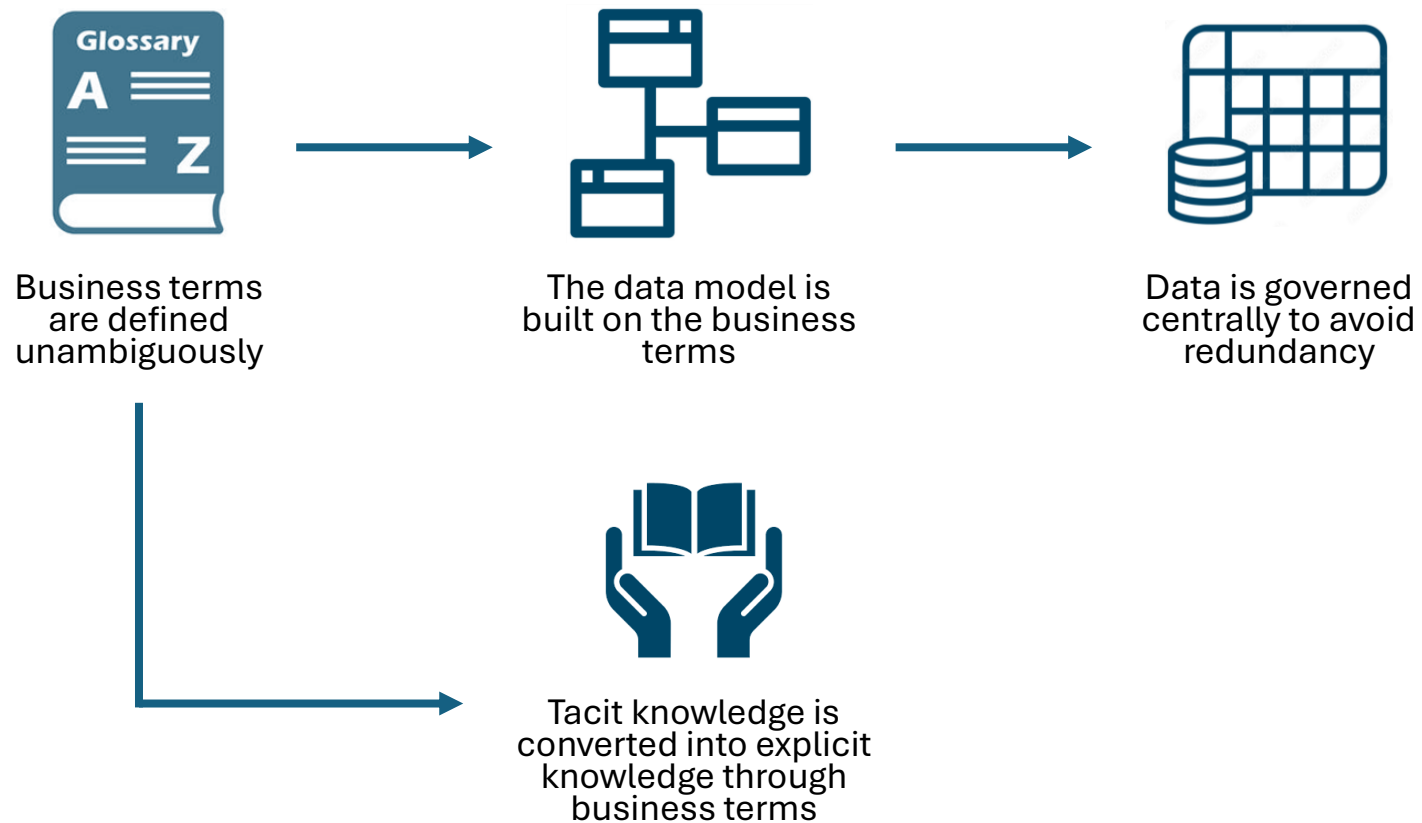 Glossary
A
Z
Business terms
are defined
unambiguously
The data model is
built on the business
terms
Data is governed
centrally to avoid
redundancy
Tacit knowledge is
converted into explicit
knowledge through
business terms